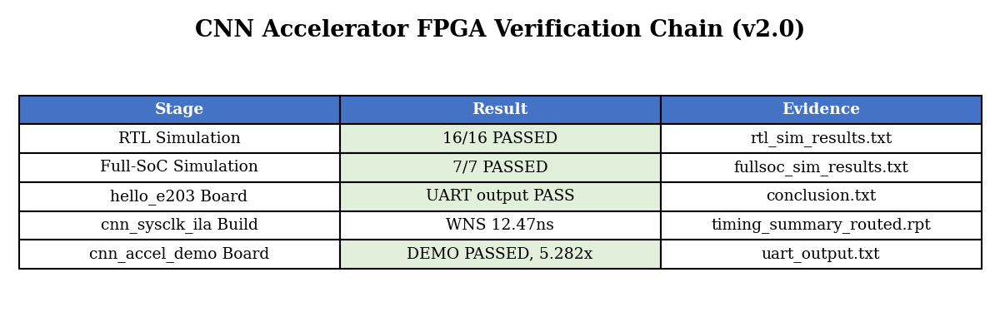 CNN Accelerator FPGA Verification Chain (v2.0)
Stage Result Evidence
RTL Simulation 16/16 PASSED rtl_sim_results.txt
Full-SoC Simulation 7/7 PASSED fullsoc_sim_results.txt
hello_e203 Board UART output PASS conclusion.txt
cnn_sysclk_ila Build WNS 12.47ns timing_summary_routed.rpt
cnn_accel_demo Board DEMO PASSED, 5.282x uart_output.txt